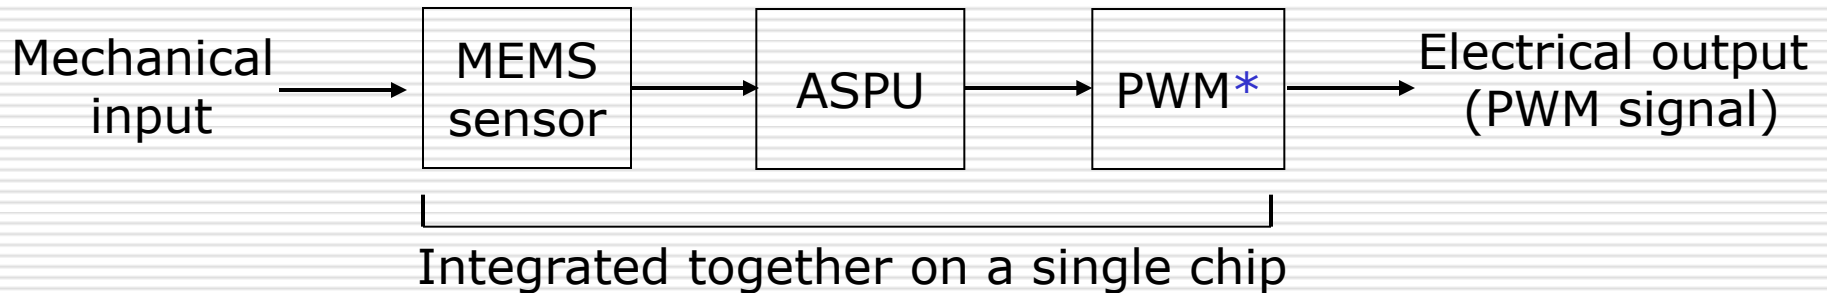 Mechanical
input
MEMS
sensor
ASPU
PWM*
Electrical output
(PWM signal)
Integrated together on a single chip